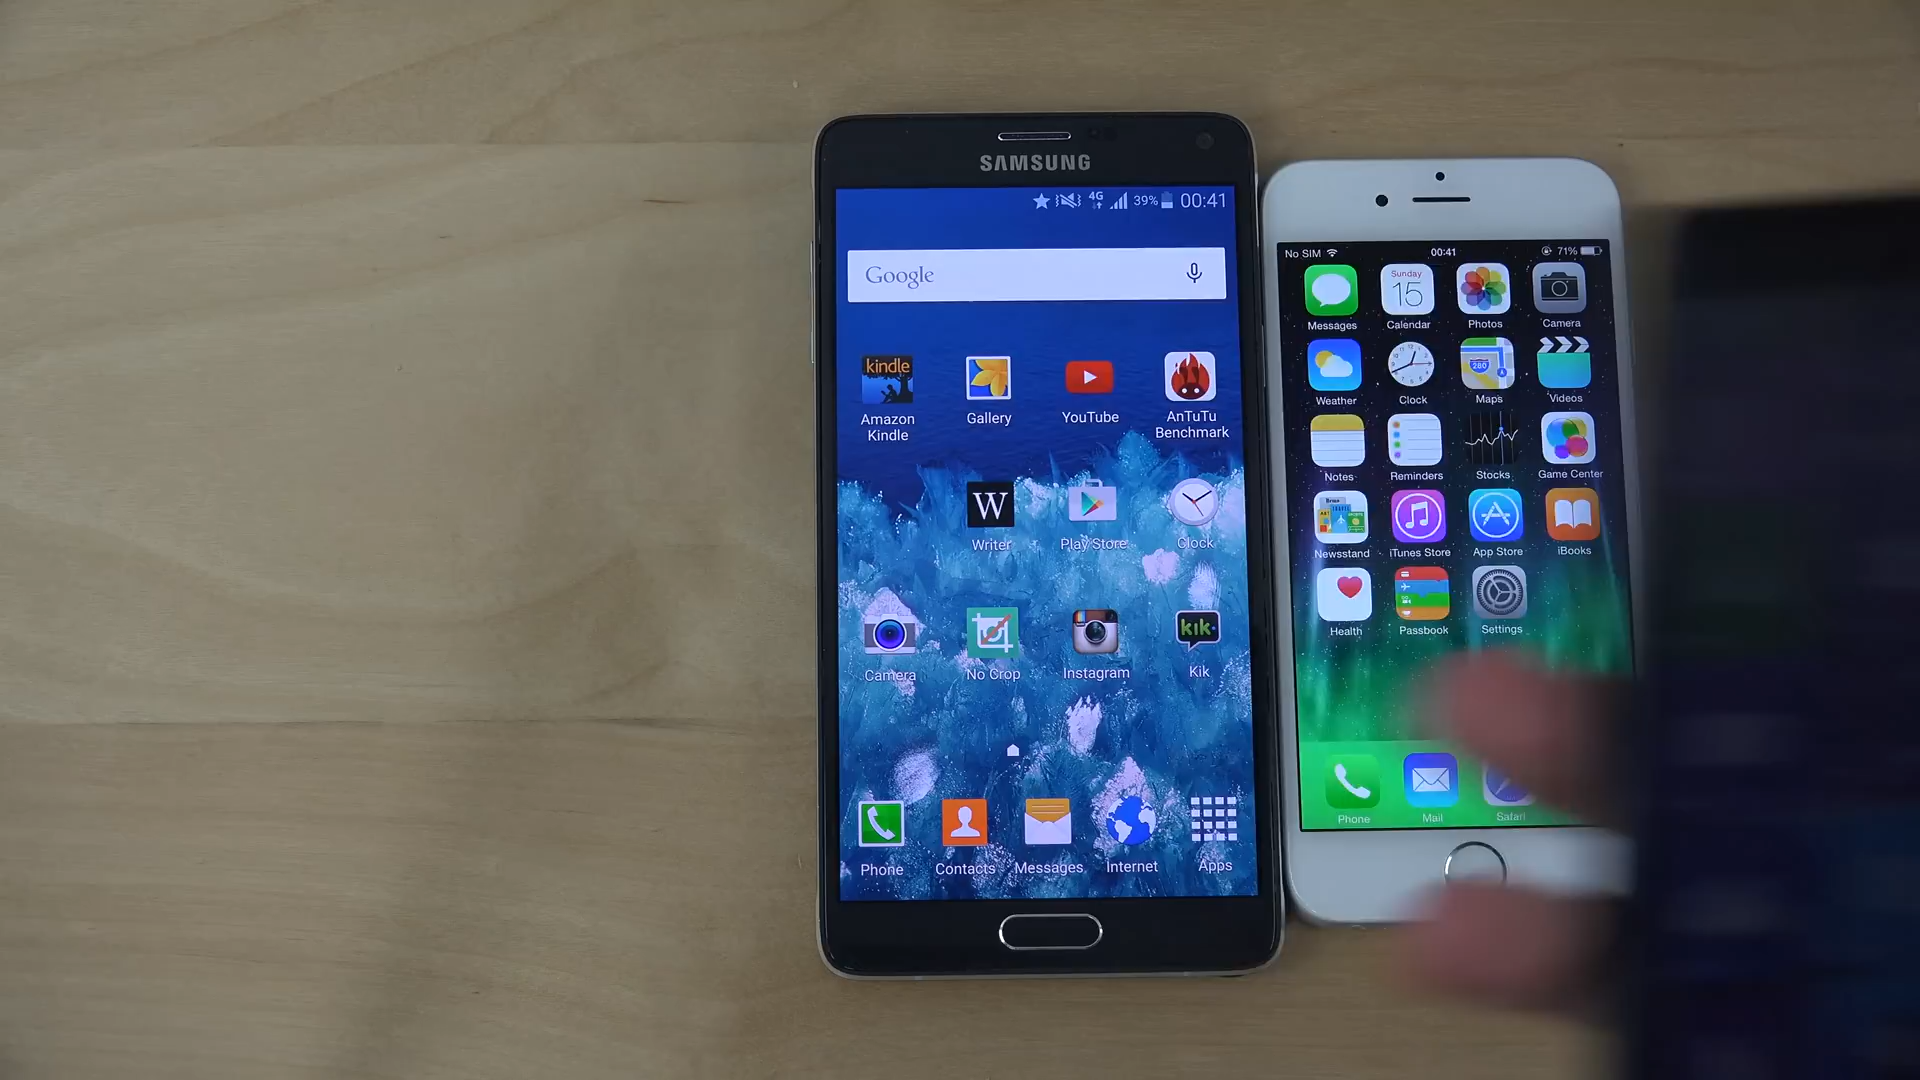 SAMSUNG
4G 39% 00:41
Google
kindle
Amazon Kindle
Gallery
YouTube
AnTuTu Benchmark
W
Writer
Play Store
Clock
Camera
No Crop
Instagram
kik
Kik
Phone
Contacts
Messages
Internet
Apps
No SIM 00:41 71%
Sunday
15
280
Messages
Calendar
Photos
Camera
Weather
Clock
Maps
Videos
Notes
Reminders
Stocks
Game Center
Newsstand
iTunes Store
App Store
iBooks
Health
Passbook
Settings
Phone
Mail
Safari